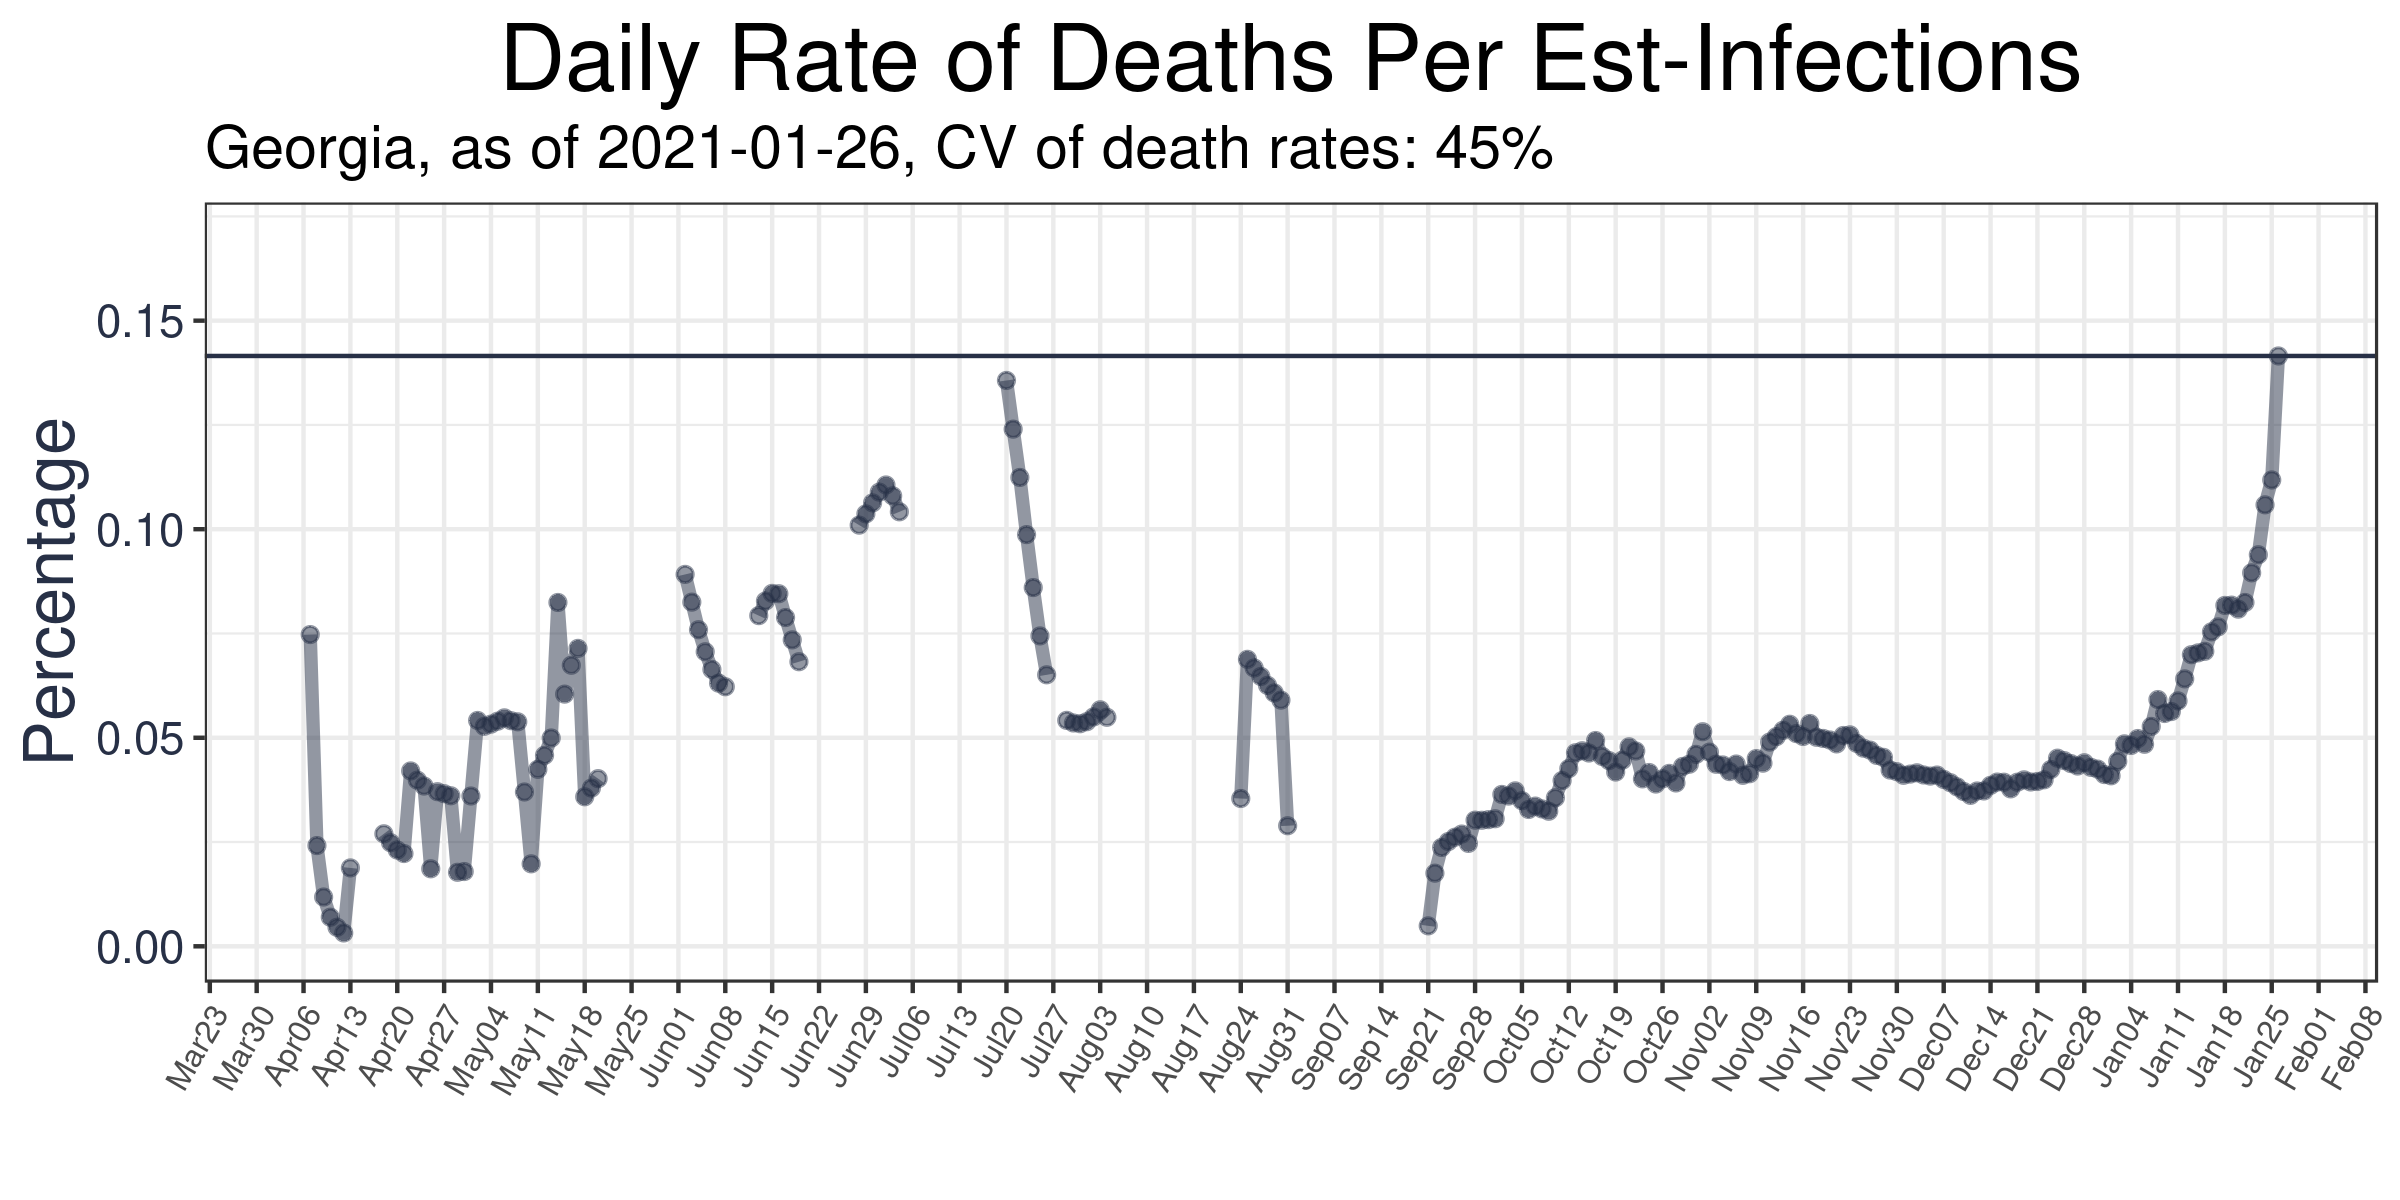 Daily Rate of Deaths Per Est-Infections
Georgia, as of 2021-01-26, CV of death rates: 45%
Percentage
0.15
0.10
0.05
0.00
Mar23
Mar30
Apr06
Apr13
Apr20
Apr27
May04
May11
May18
May25
Jun01
Jun08
Jun15
Jun22
Jun29
Jul06
Jul13
Jul20
Jul27
Aug03
Aug10
Aug17
Aug24
Aug31
Sep07
Sep14
Sep21
Sep28
Oct05
Oct12
Oct19
Oct26
Nov02
Nov09
Nov16
Nov23
Nov30
Dec07
Dec14
Dec21
Dec28
Jan04
Jan11
Jan18
Jan25
Feb01
Feb08